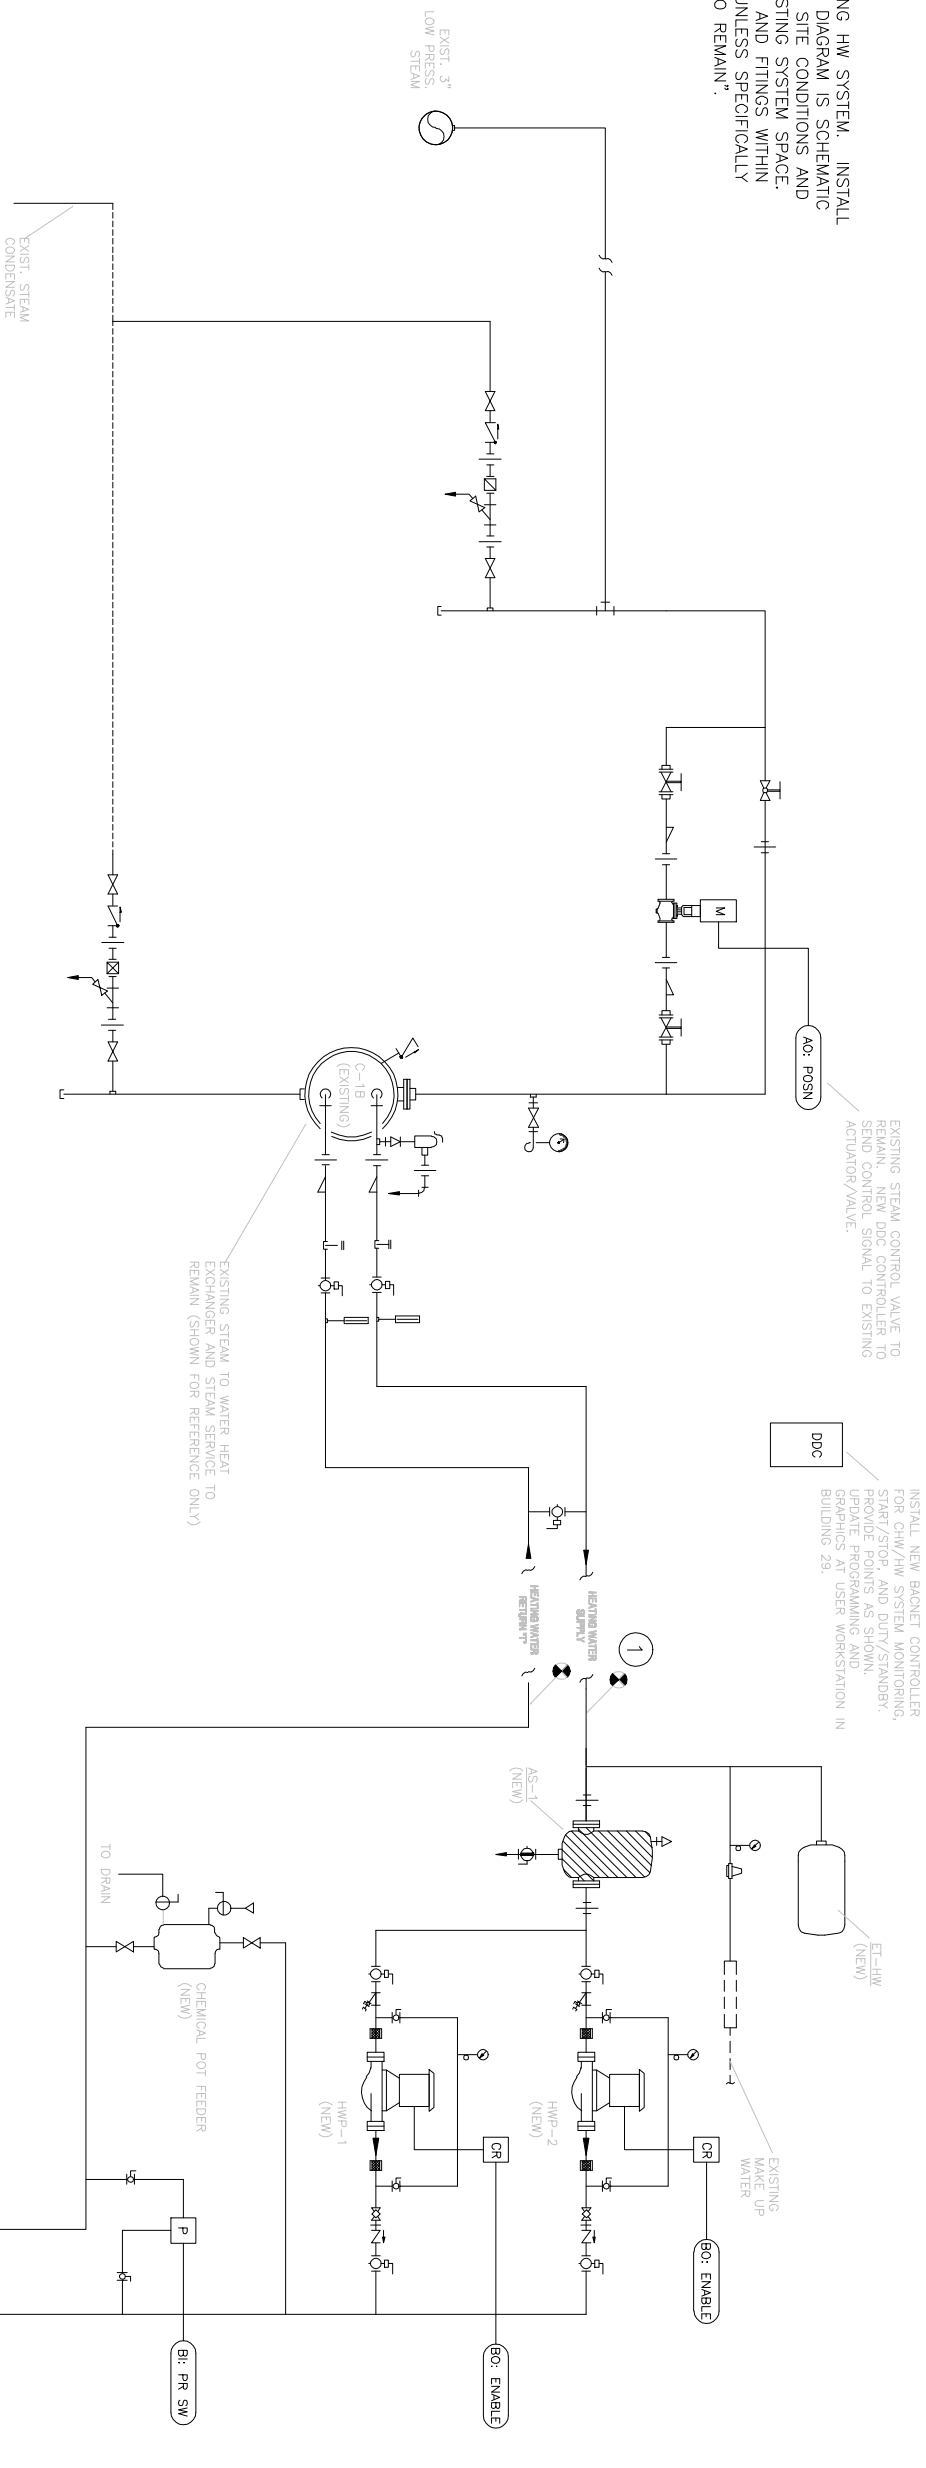 NG HW SYSTEM. INSTALL
DIAGRAM IS SCHEMATIC
SITE CONDITIONS AND
STING SYSTEM SPACE.
AND FITINGS WITHIN
UNLESS SPECIFICALLY
O REMAIN".
EXIST. 3"
LOW PRESS.
STEAM
EXIST. STEAM
CONDENSATE
M
AO: POSN
EXISTING STEAM CONTROL VALVE TO
REMAIN. NEW DDC CONTROLLER TO
SEND CONTROL SIGNAL TO EXISTING
ACTUATOR/VALVE.
C-1B
(EXISTING)
EXISTING STEAM TO WATER HEAT
EXCHANGER AND STEAM SERVICE TO
REMAIN (SHOWN FOR REFERENCE ONLY)
DDC
INSTALL NEW BACNET CONTROLLER
FOR CHW/HW SYSTEM MONITORING,
START/STOP, AND DUTY/STANDBY.
PROVIDE POINTS AS SHOWN.
UPDATE PROGRAMMING AND
GRAPHICS AT USER WORKSTATION IN
BUILDING 29.
HEATING WATER
SUPPLY
HEATING WATER
RETURN "T"
1
AS-1
(NEW)
ET-HW
(NEW)
EXISTING
MAKE UP
WATER
TO DRAIN
CHEMICAL POT FEEDER
(NEW)
HWP-2
(NEW)
CR
BO: ENABLE
HWP-1
(NEW)
CR
BO: ENABLE
P
BI: PR SW